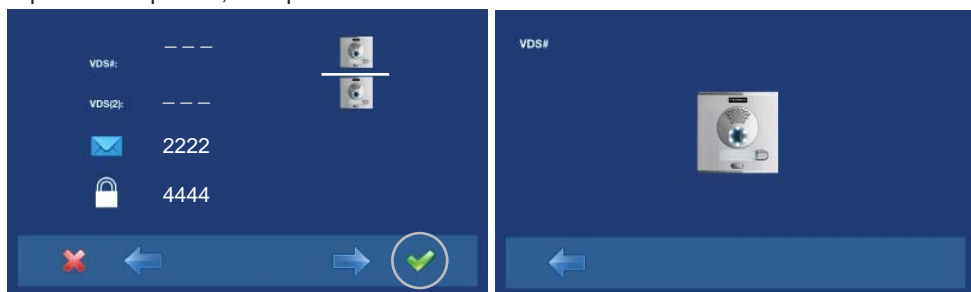 VDS#:
– – –
VDS(2):
– – –
2222
4444
VDS#